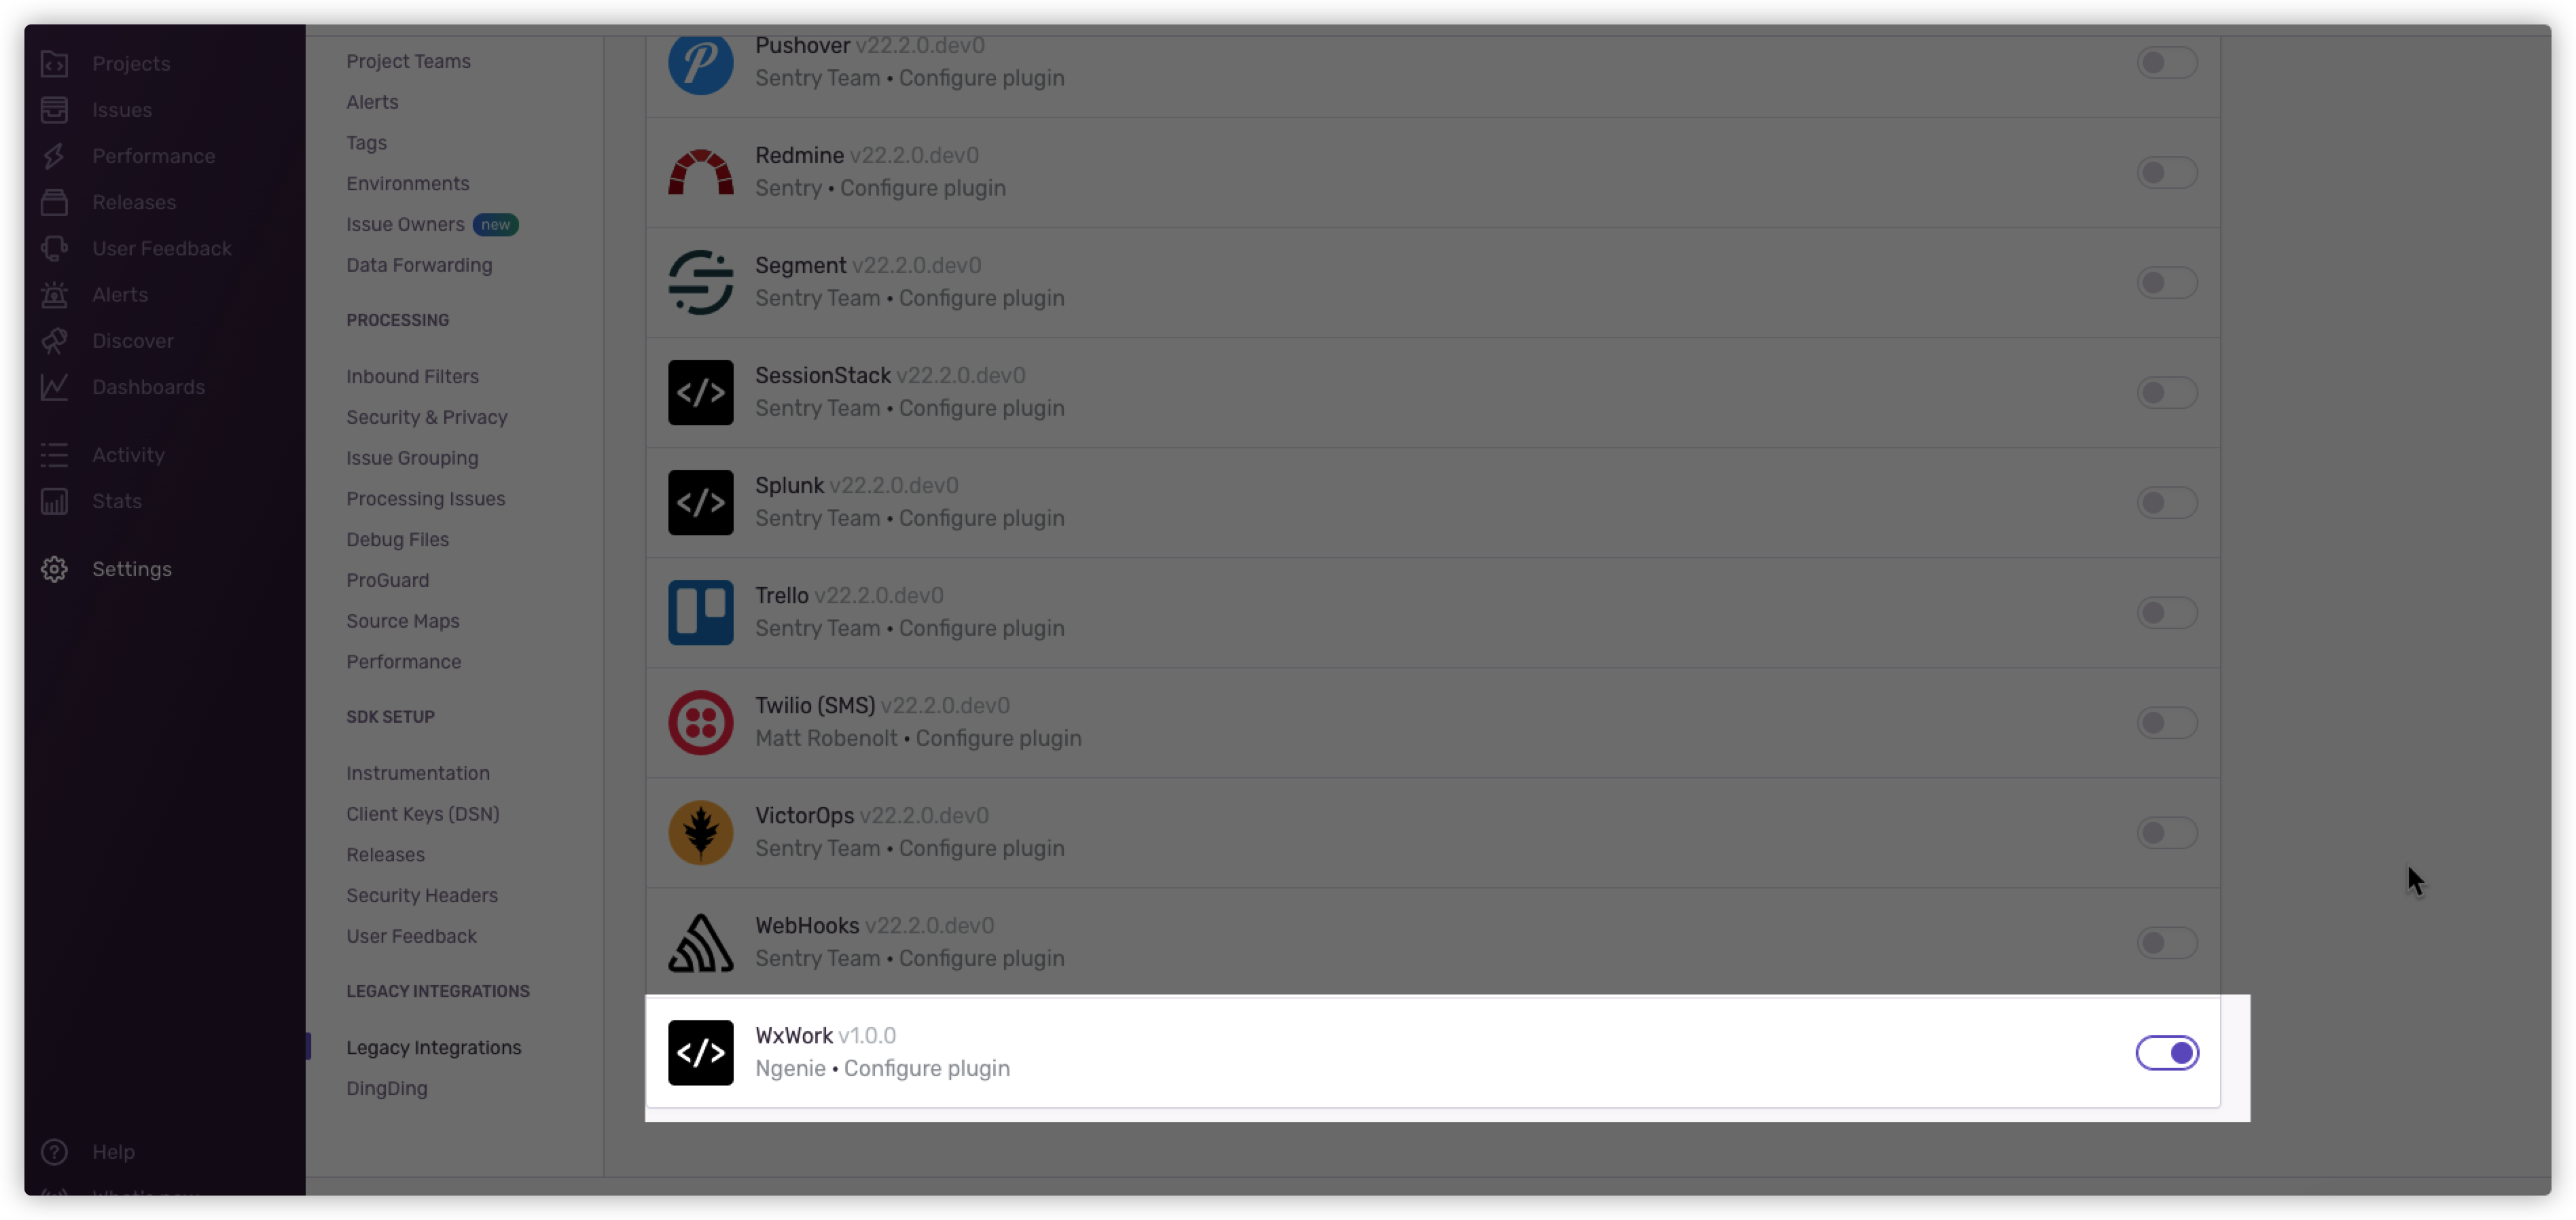 Projects
Issues
Performance
Releases
User Feedback
Alerts
Discover
Dashboards
Activity
Stats
Settings
Help
What's new
Project Teams
Alerts
Tags
Environments
Issue Owners new
Data Forwarding
PROCESSING
Inbound Filters
Security & Privacy
Issue Grouping
Processing Issues
Debug Files
ProGuard
Source Maps
Performance
SDK SETUP
Instrumentation
Client Keys (DSN)
Releases
Security Headers
User Feedback
LEGACY INTEGRATIONS
Legacy Integrations
DingDing
Pushover v22.2.0.dev0
Sentry Team • Configure plugin
Redmine v22.2.0.dev0
Sentry • Configure plugin
Segment v22.2.0.dev0
Sentry Team • Configure plugin
SessionStack v22.2.0.dev0
Sentry Team • Configure plugin
Splunk v22.2.0.dev0
Sentry Team • Configure plugin
Trello v22.2.0.dev0
Sentry Team • Configure plugin
Twilio (SMS) v22.2.0.dev0
Matt Robenolt • Configure plugin
VictorOps v22.2.0.dev0
Sentry Team • Configure plugin
WebHooks v22.2.0.dev0
Sentry Team • Configure plugin
WxWork v1.0.0
Ngenie • Configure plugin